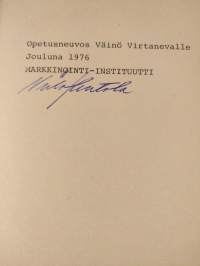 Opetusneuvos Väinö Virtanevalle
Jouluna 1976
MARKKINOINTI-INSTITUUTTI